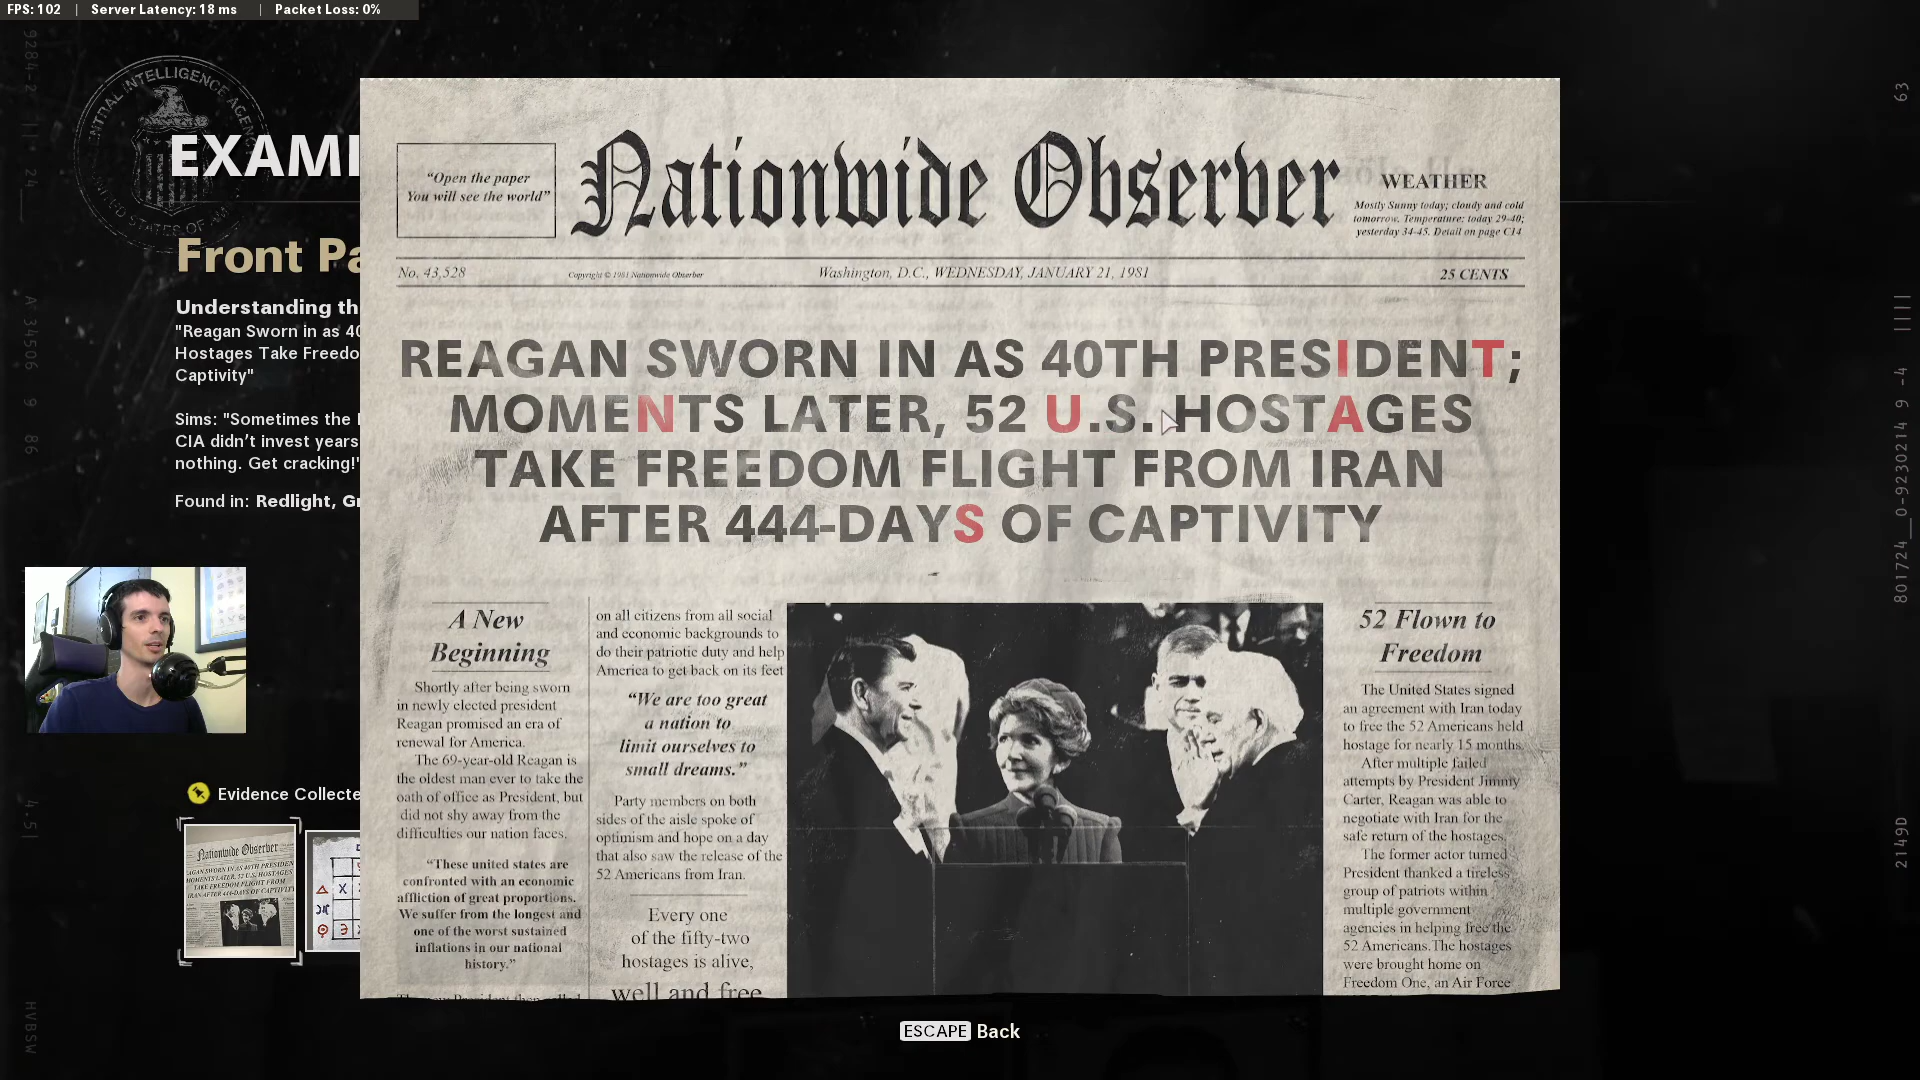 FPS: 102 | Server Latency: 18 ms | Packet Loss: 0%
EXAMI
Front Pa
Understanding th
"Reagan Sworn in as 40
Hostages Take Freedo
Captivity"
Sims: "Sometimes the
CIA didn't invest years
nothing. Get cracking!"
Found in: Redlight, Gr
Evidence Collecte
"Open the paper
You will see the world"
Nationwide Observer
WEATHER
Mostly Sunny today; cloudy and cold
tomorrow. Temperature: today 29-40;
yesterday 34-45. Detail on page C14
No. 43,528
Copyright © 1981 Nationwide Observer
Washington, D.C., WEDNESDAY, JANUARY 21, 1981
25 CENTS
REAGAN SWORN IN AS 40TH PRESIDENT;
MOMENTS LATER, 52 U.S. HOSTAGES
TAKE FREEDOM FLIGHT FROM IRAN
AFTER 444-DAYS OF CAPTIVITY
A New
Beginning
Shortly after being sworn
in newly elected president
Reagan promised an era of
renewal for America.
The 69-year-old Reagan is
the oldest man ever to take the
oath of office as President, but
did not shy away from the
difficulties our nation faces.
"These united states are
confronted with an economic
affliction of great proportions.
We suffer from the longest and
one of the worst sustained
inflations in our national
history."
on all citizens from all social
and economic backgrounds to
do their patriotic duty and help
America to get back on its feet
"We are too great
a nation to
limit ourselves to
small dreams."
Party members on both
sides of the aisle spoke of
optimism and hope on a day
that also saw the release of the
52 Americans from Iran.
Every one
of the fifty-two
hostages is alive,
well and free
52 Flown to
Freedom
The United States signed
an agreement with Iran today
to free the 52 Americans held
hostage for nearly 15 months.
After multiple failed
attempts by President Jimmy
Carter, Reagan was able to
negotiate with Iran for the
safe return of the hostages.
The former actor turned
President thanked a tireless
group of patriots within
multiple government
agencies in helping free the
52 Americans.The hostages
were brought home on
Freedom One, an Air Force
ESCAPE Back